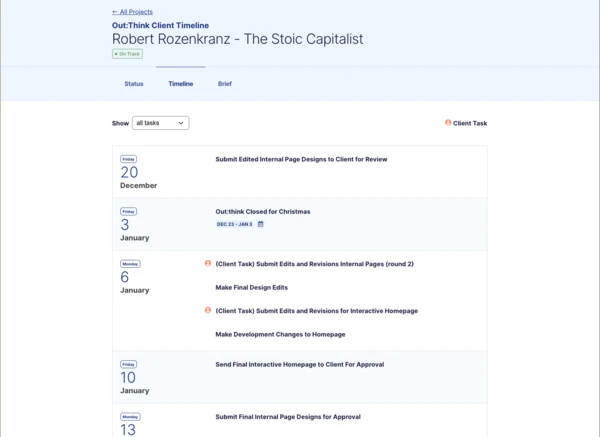 ← All Projects
Out:Think Client Timeline
Robert Rozenkranz - The Stoic Capitalist
On Track
Status Timeline Brief
Show all tasks Client Task
Friday
20
December
Submit Edited Internal Page Designs to Client for Review
Friday
3
January
Out:think Closed for Christmas
DEC 23 - JAN 3
Monday
6
January
(Client Task) Submit Edits and Revisions Internal Pages (round 2)
Make Final Design Edits
(Client Task) Submit Edits and Revisions for Interactive Homepage
Make Development Changes to Homepage
Friday
10
January
Send Final Interactive Homepage to Client For Approval
Monday
13
Submit Final Internal Page Designs for Approval